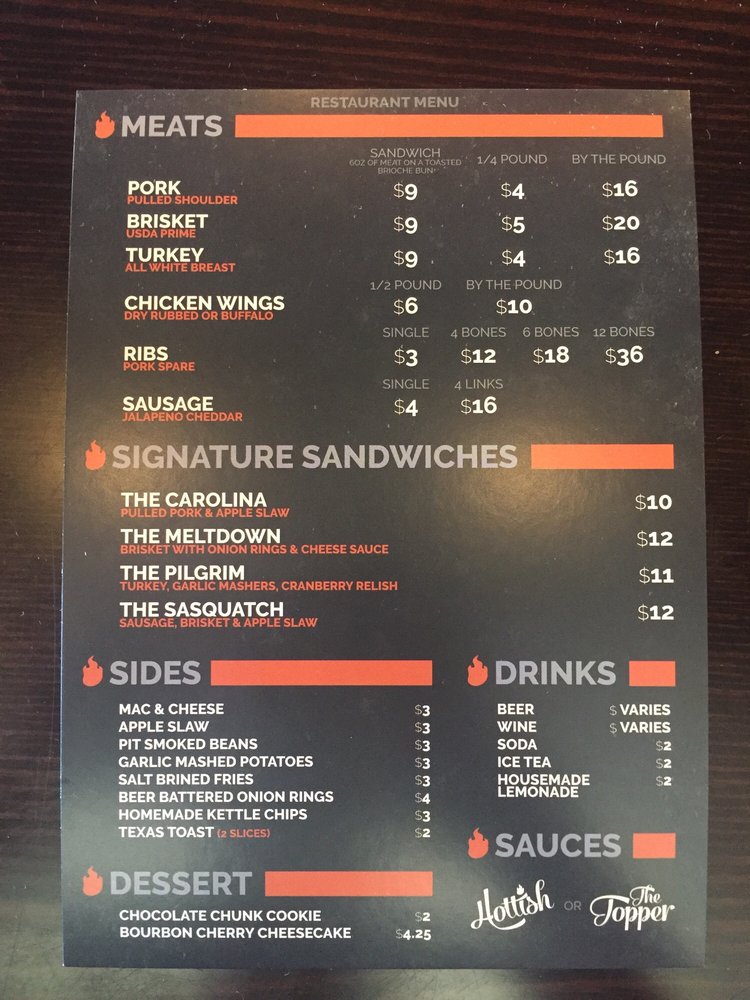 RESTAURANT MENU
MEATS
SANDWICH 1/4 POUND BY THE POUND
6OZ OF MEAT ON A TOASTED
BRIOCHE BUN
PORK $9 $4 $16
PULLED SHOULDER
BRISKET $9 $5 $20
USDA PRIME
TURKEY $9 $4 $16
ALL WHITE BREAST
1/2 POUND BY THE POUND
CHICKEN WINGS $6 $10
DRY RUBBED OR BUFFALO
SINGLE 4 BONES 6 BONES 12 BONES
RIBS $3 $12 $18 $36
PORK SPARE
SINGLE 4 LINKS
SAUSAGE $4 $16
JALAPENO CHEDDAR
SIGNATURE SANDWICHES
THE CAROLINA $10
PULLED PORK & APPLE SLAW
THE MELTDOWN $12
BRISKET WITH ONION RINGS & CHEESE SAUCE
THE PILGRIM $11
TURKEY, GARLIC MASHERS, CRANBERRY RELISH
THE SASQUATCH $12
SAUSAGE, BRISKET & APPLE SLAW
SIDES
MAC & CHEESE $3
APPLE SLAW $3
PIT SMOKED BEANS $3
GARLIC MASHED POTATOES $3
SALT BRINED FRIES $3
BEER BATTERED ONION RINGS $4
HOMEMADE KETTLE CHIPS $3
TEXAS TOAST (2 SLICES) $2
DESSERT
CHOCOLATE CHUNK COOKIE $2
BOURBON CHERRY CHEESECAKE $4.25
DRINKS
BEER $ VARIES
WINE $ VARIES
SODA $2
ICE TEA $2
HOUSEMADE $2
LEMONADE
SAUCES
Hottish OR The Topper